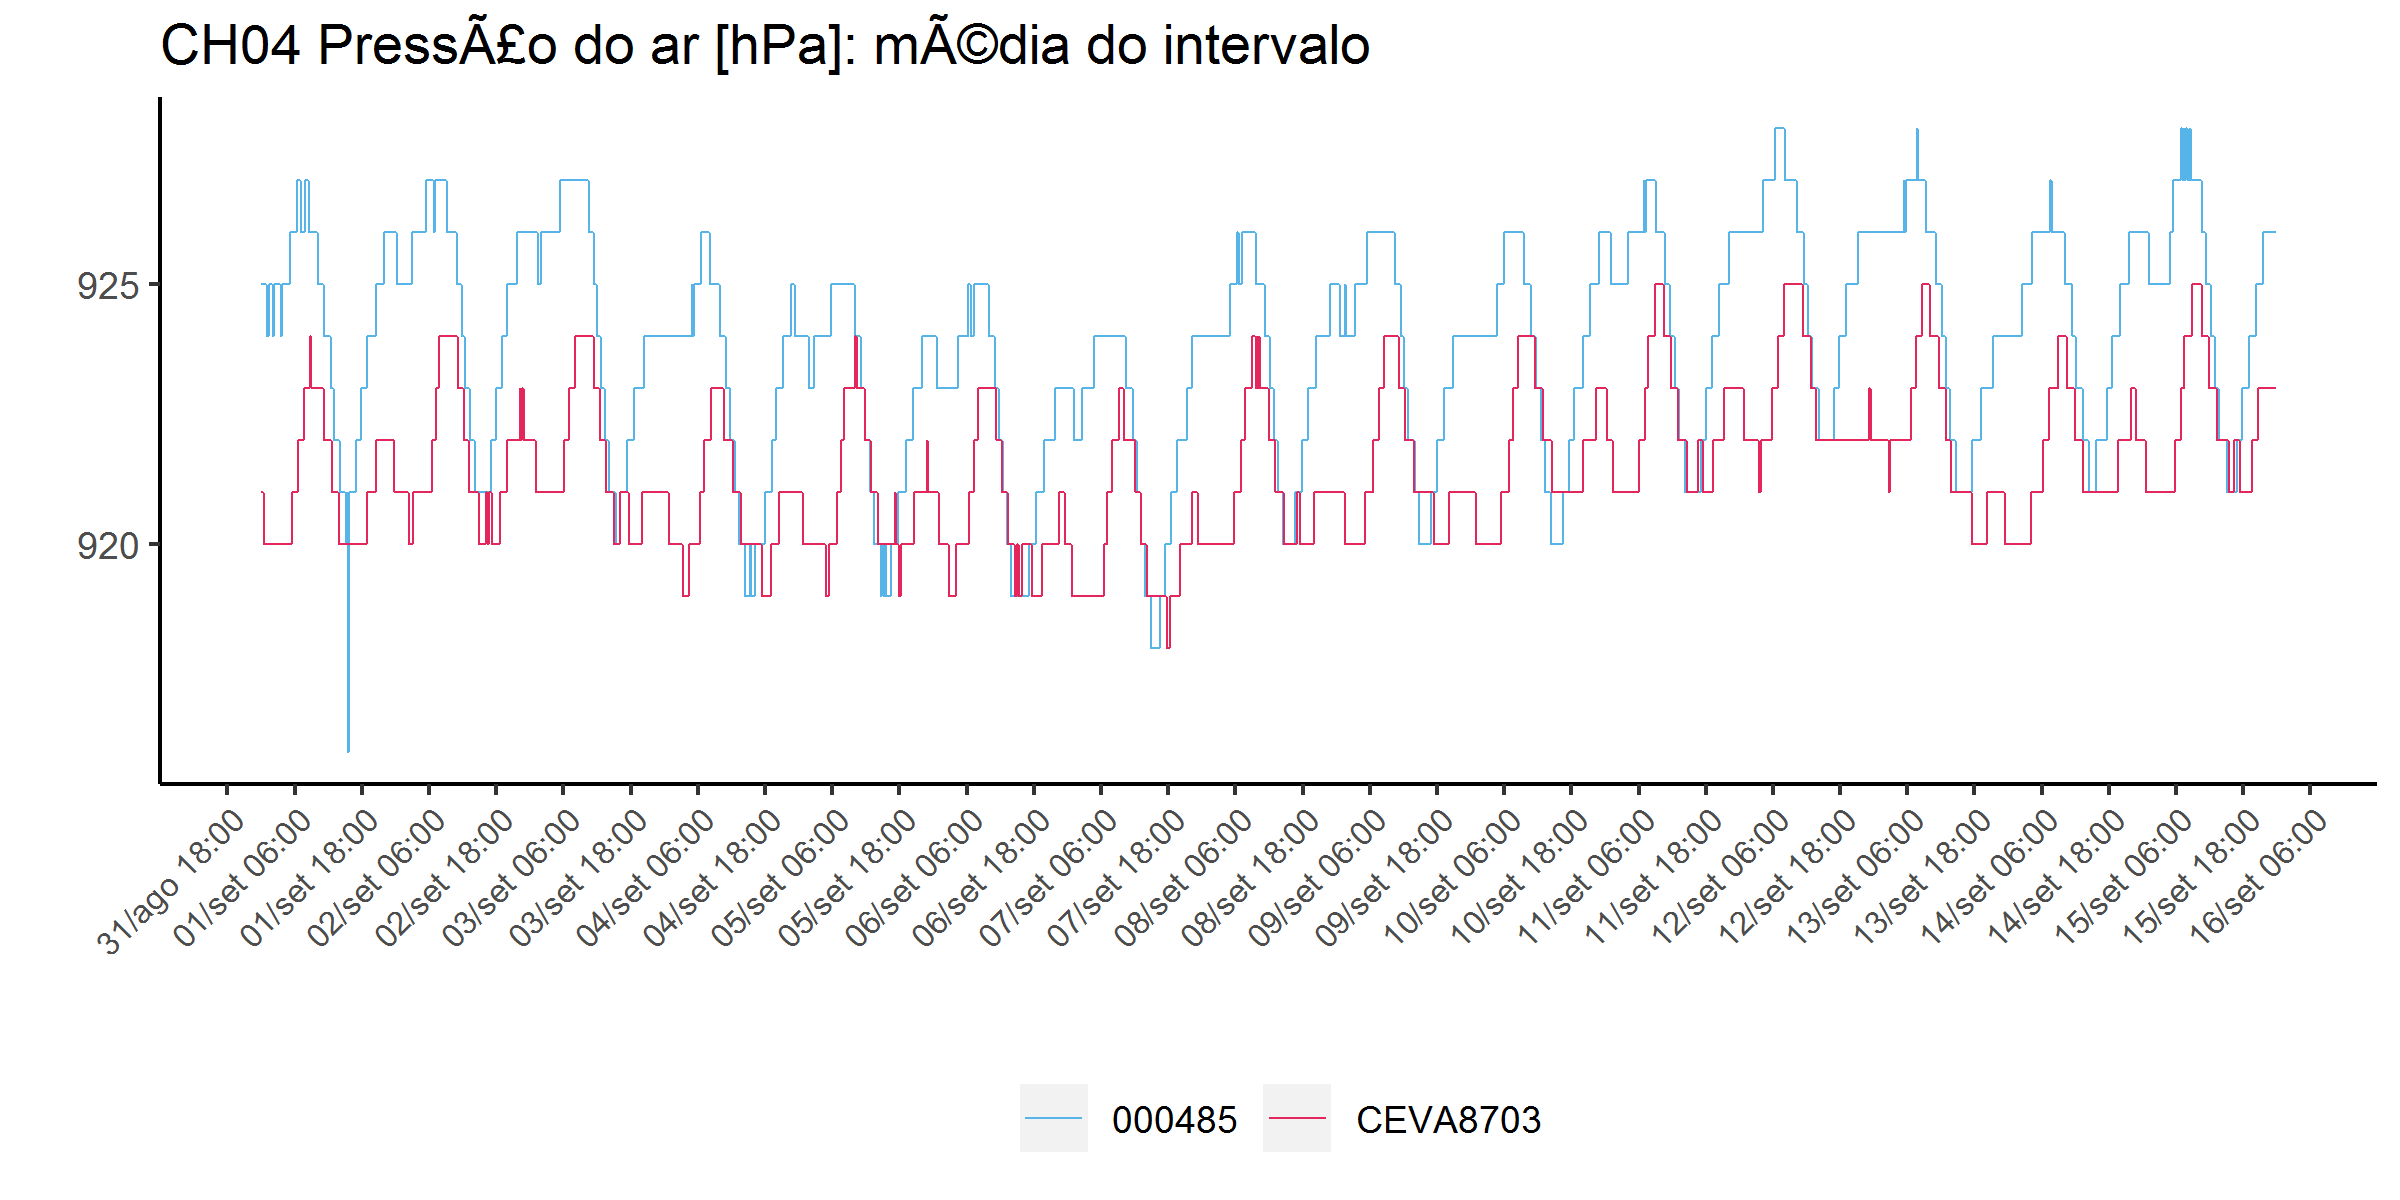 CH04 PressÃ£o do ar [hPa]: mÃ©dia do intervalo
925
920
31/ago 18:00
01/set 06:00
01/set 18:00
02/set 06:00
02/set 18:00
03/set 06:00
03/set 18:00
04/set 06:00
04/set 18:00
05/set 06:00
05/set 18:00
06/set 06:00
06/set 18:00
07/set 06:00
07/set 18:00
08/set 06:00
08/set 18:00
09/set 06:00
09/set 18:00
10/set 06:00
10/set 18:00
11/set 06:00
11/set 18:00
12/set 06:00
12/set 18:00
13/set 06:00
13/set 18:00
14/set 06:00
14/set 18:00
15/set 06:00
15/set 18:00
16/set 06:00
000485
CEVA8703